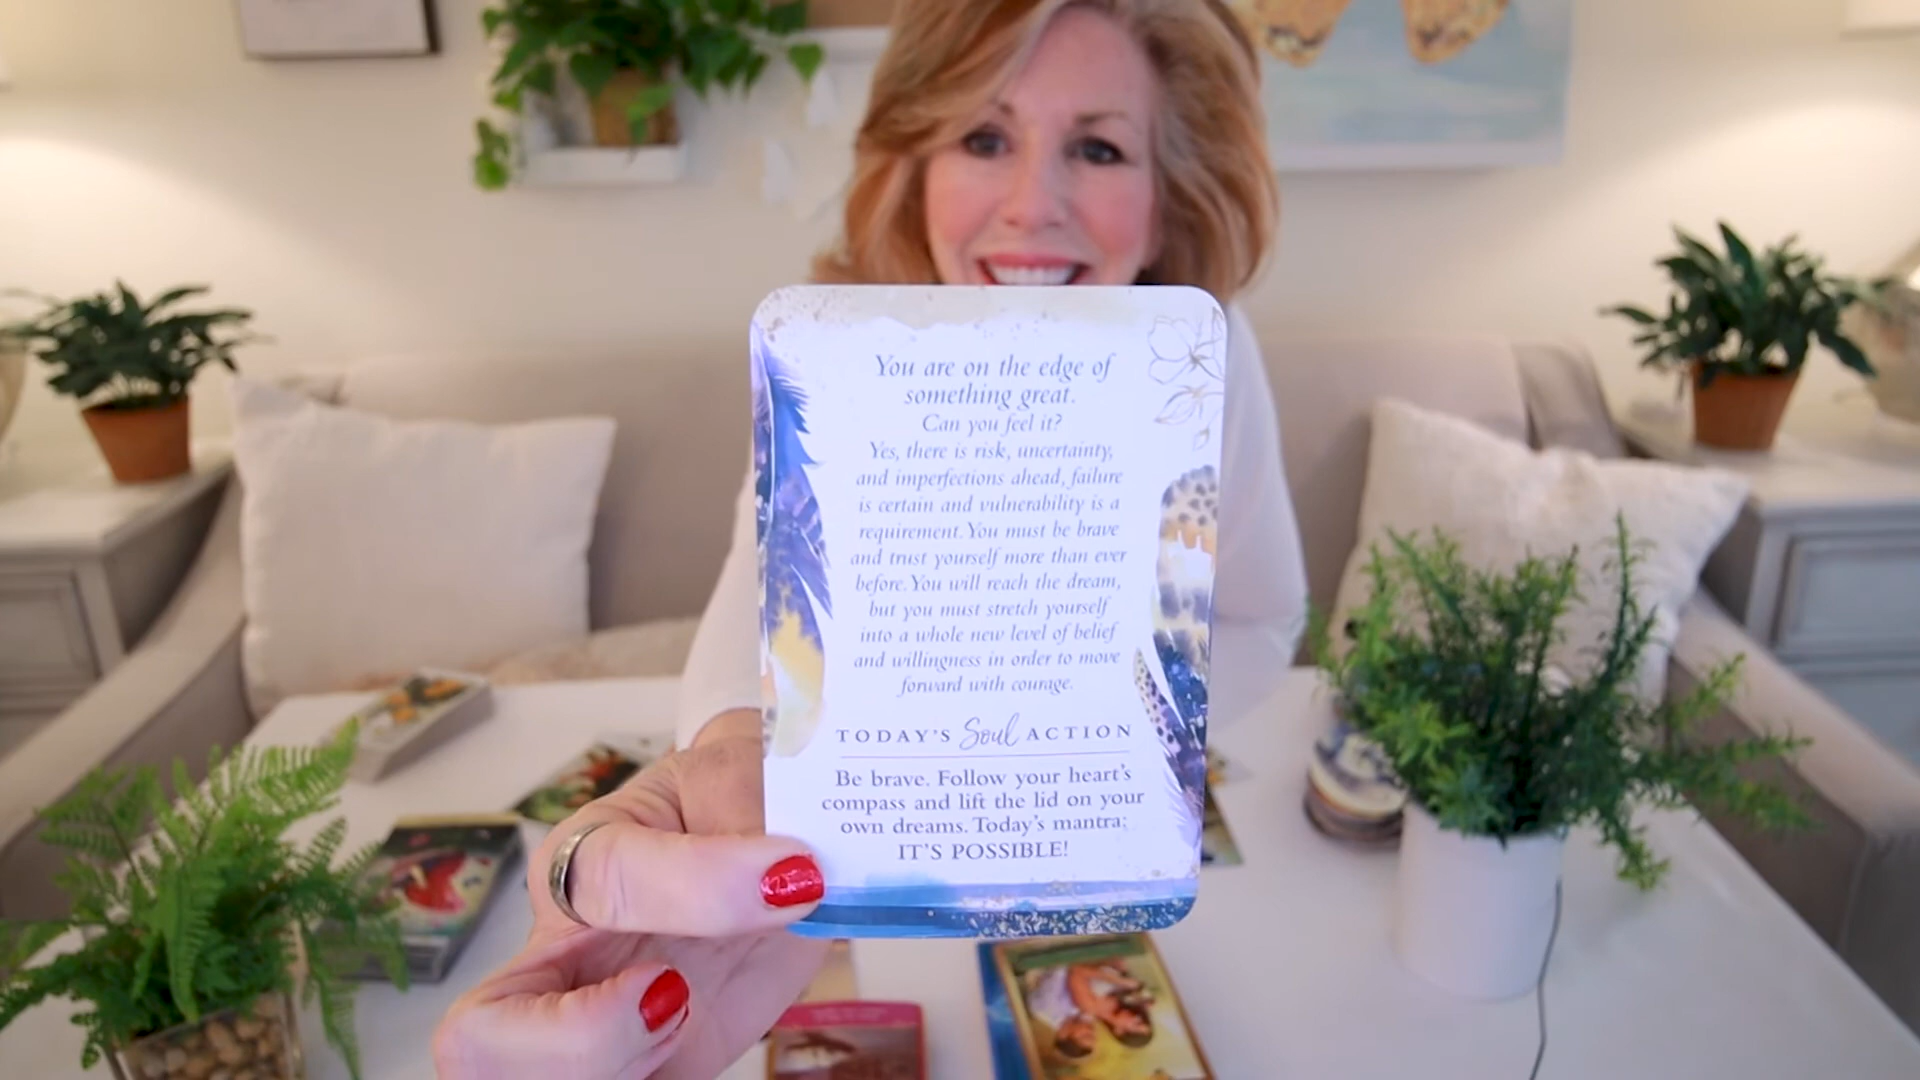 You are on the edge of
something great.
Can you feel it?
Yes, there is risk, uncertainty,
and imperfections ahead, failure
is certain and vulnerability is a
requirement. You must be brave
and trust yourself more than ever
before. You will reach the dream,
but you must stretch yourself
into a whole new level of belief
and willingness in order to move
forward with courage.
TODAY'S Soul ACTION
Be brave. Follow your heart's
compass and lift the lid on your
own dreams. Today's mantra:
IT'S POSSIBLE!